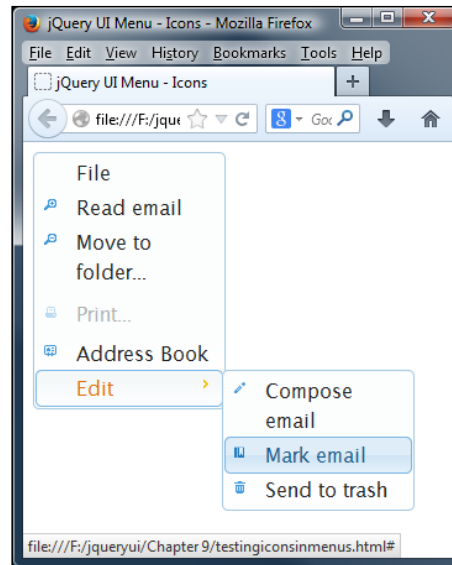 jQuery UI Menu - Icons - Mozilla Firefox
File Edit View History Bookmarks Tools Help
jQuery UI Menu - Icons
file:///F:/jque
8 Goo
File
Read email
Move to
folder...
Print...
Address Book
Edit
Compose
email
Mark email
Send to trash
file:///F:/jqueryui/Chapter 9/testingiconsinmenus.html#